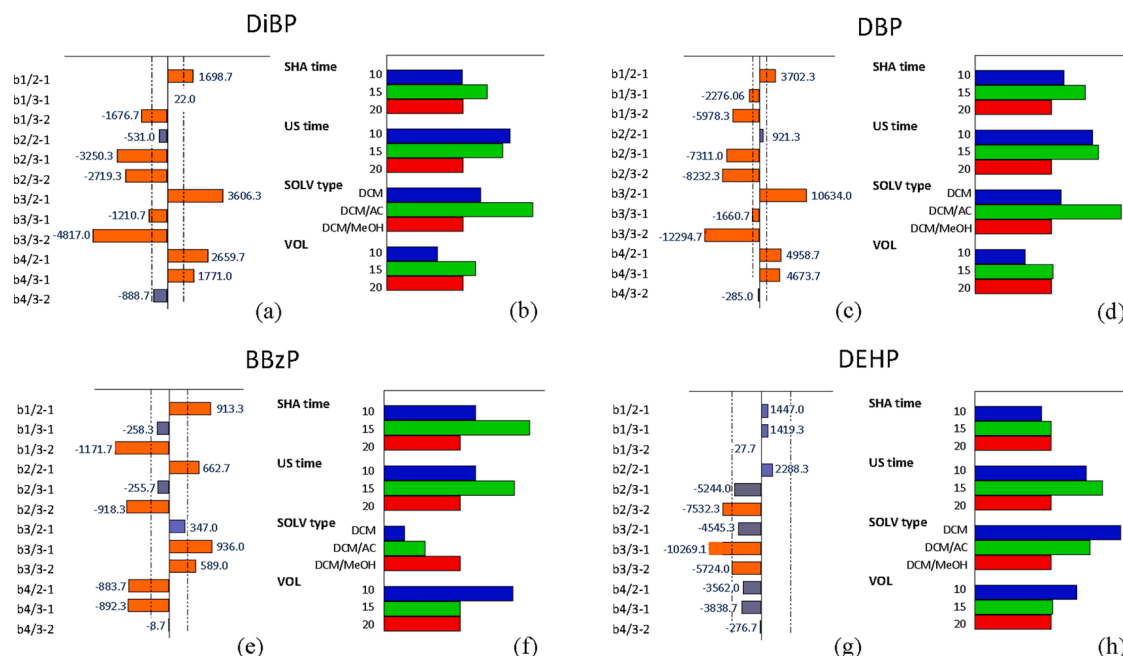 DiBP
b1/2-1
b1/3-1
b1/3-2
b2/2-1
b2/3-1
b2/3-2
b3/2-1
b3/3-1
b3/3-2
b4/2-1
b4/3-1
b4/3-2
1698.7
22.0
-1676.7
-531.0
-3250.3
-2719.3
3606.3
-1210.7
-4817.0
2659.7
1771.0
-888.7
(a)
SHA time
10
15
20
US time
10
15
20
SOLV type
DCM
DCM/AC
DCM/MeOH
VOL
10
15
20
(b)
DBP
b1/2-1
b1/3-1
b1/3-2
b2/2-1
b2/3-1
b2/3-2
b3/2-1
b3/3-1
b3/3-2
b4/2-1
b4/3-1
b4/3-2
3702.3
-2276.06
-5978.3
921.3
-7311.0
-8232.3
10634.0
-1660.7
-12294.7
4958.7
4673.7
-285.0
(c)
SHA time
10
15
20
US time
10
15
20
SOLV type
DCM
DCM/AC
DCM/MeOH
VOL
10
15
20
(d)
BBzP
b1/2-1
b1/3-1
b1/3-2
b2/2-1
b2/3-1
b2/3-2
b3/2-1
b3/3-1
b3/3-2
b4/2-1
b4/3-1
b4/3-2
913.3
-258.3
-1171.7
662.7
-255.7
-918.3
347.0
936.0
589.0
-883.7
-892.3
-8.7
(e)
SHA time
10
15
20
US time
10
15
20
SOLV type
DCM
DCM/AC
DCM/MeOH
VOL
10
15
20
(f)
DEHP
b1/2-1
b1/3-1
b1/3-2
b2/2-1
b2/3-1
b2/3-2
b3/2-1
b3/3-1
b3/3-2
b4/2-1
b4/3-1
b4/3-2
1447.0
1419.3
-27.7
2288.3
-5244.0
-7532.3
-4545.3
-10269.1
-5724.0
-3562,0
-3838.7
-276.7
(g)
SHA time
10
15
20
US time
10
15
20
SOLV type
DCM
DCM/AC
DCM/MeOH
VOL
10
15
20
(h)